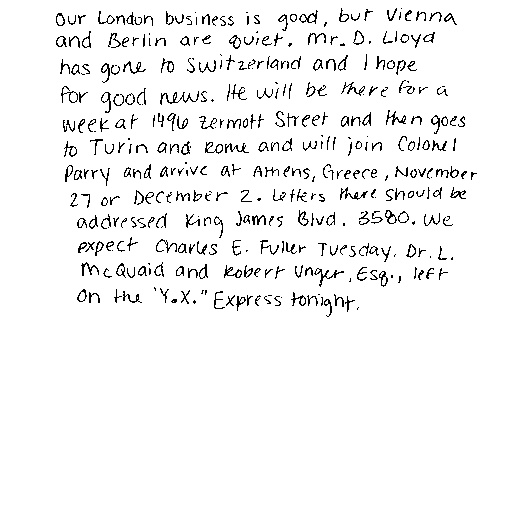 Our London business is good, but Vienna
and Berlin are quiet. Mr. D. Lloyd
has gone to Switzerland and I hope
for good news. He will be there for a
week at 1496 Zermott Street and then goes
to Turin and Rome and will join Colonel
Parry and arrive at Athens, Greece, November
27 or December 2. Letters there should be
addressed King James Blvd. 3580. We
expect Charles E. Fuller Tuesday. Dr. L.
McQuaid and Robert Unger, Esq., left
on the "Y.X." Express tonight.